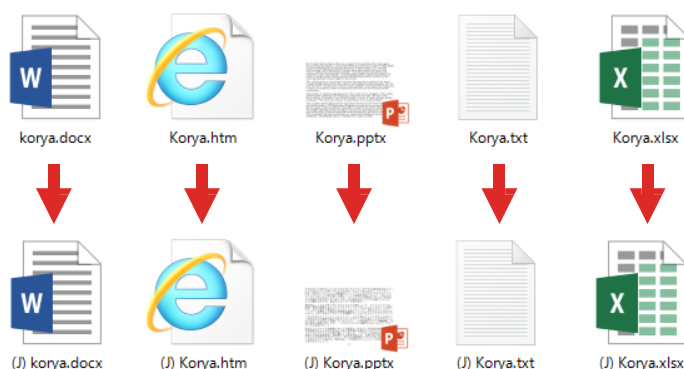 korya.docx
Korya.htm
Korya.pptx
Korya.txt
Korya.xlsx
(J) korya.docx
(J) Korya.htm
(J) Korya.pptx
(J) Korya.txt
(J) Korya.xlsx